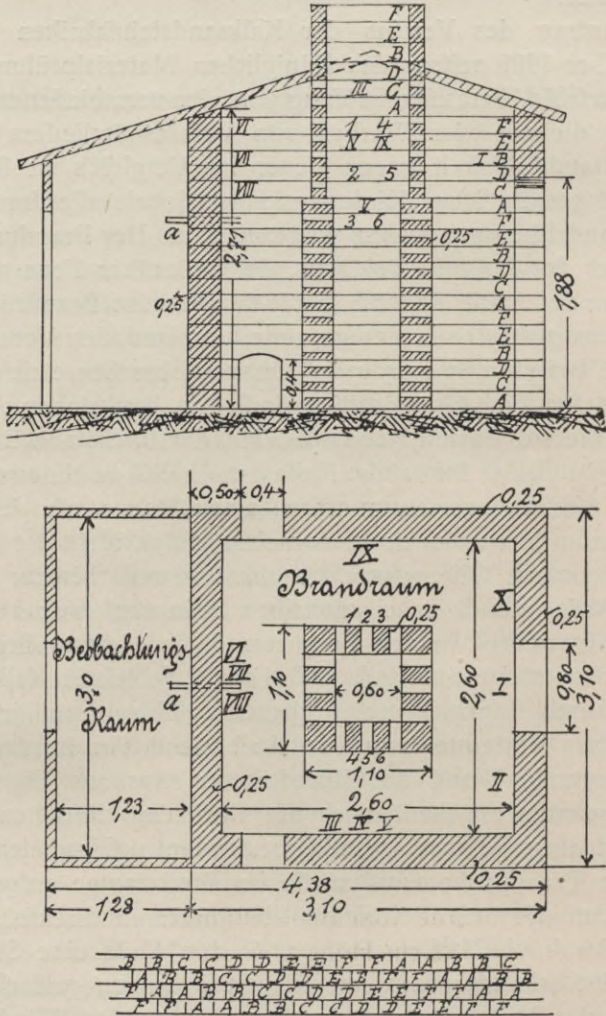 F
E
B
D
III C
A
VI 1 4 F
IV IX E
VI I B
2 5 D
VIII C
V A
a 3 6 F
2,71 0,25 E
B
D
0,25 C 1,88
A
F
E
B
D
0,4 C
A
0,50 0,4 0,25
IX
Brandraum X
1 2 3 0,25
Beobachtungs VI
3,0 VII 1,10 0,60 2,60 I 0,80 3,10
a VIII
Raum
4 5 6
0,25 1,10 II
1,23 2,60
III IV V
0,25
4,38
1,28 3,10
B B C C D D E E F F A A B B C
A B B C C D D E E F F A A B B
F A A B B C C D D E E F F A A
F F A A B B C C D D E E F F